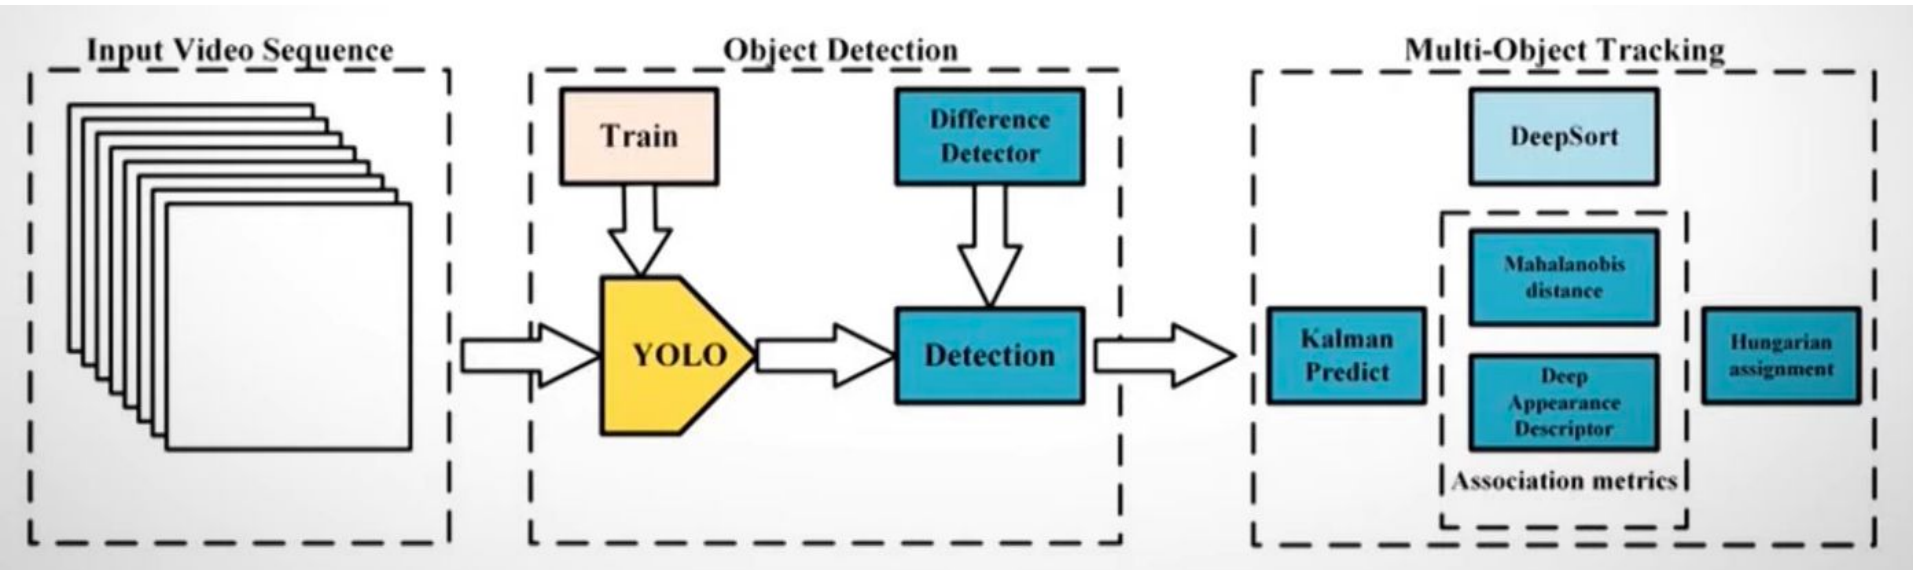 Input Video Sequence
Object Detection
Multi-Object Tracking
Train
Difference
Detector
DeepSort
YOLO
Detection
Kalman
Predict
Mahalanobis
distance
Deep
Appearance
Descriptor
Association metrics
Hungarian
assignment